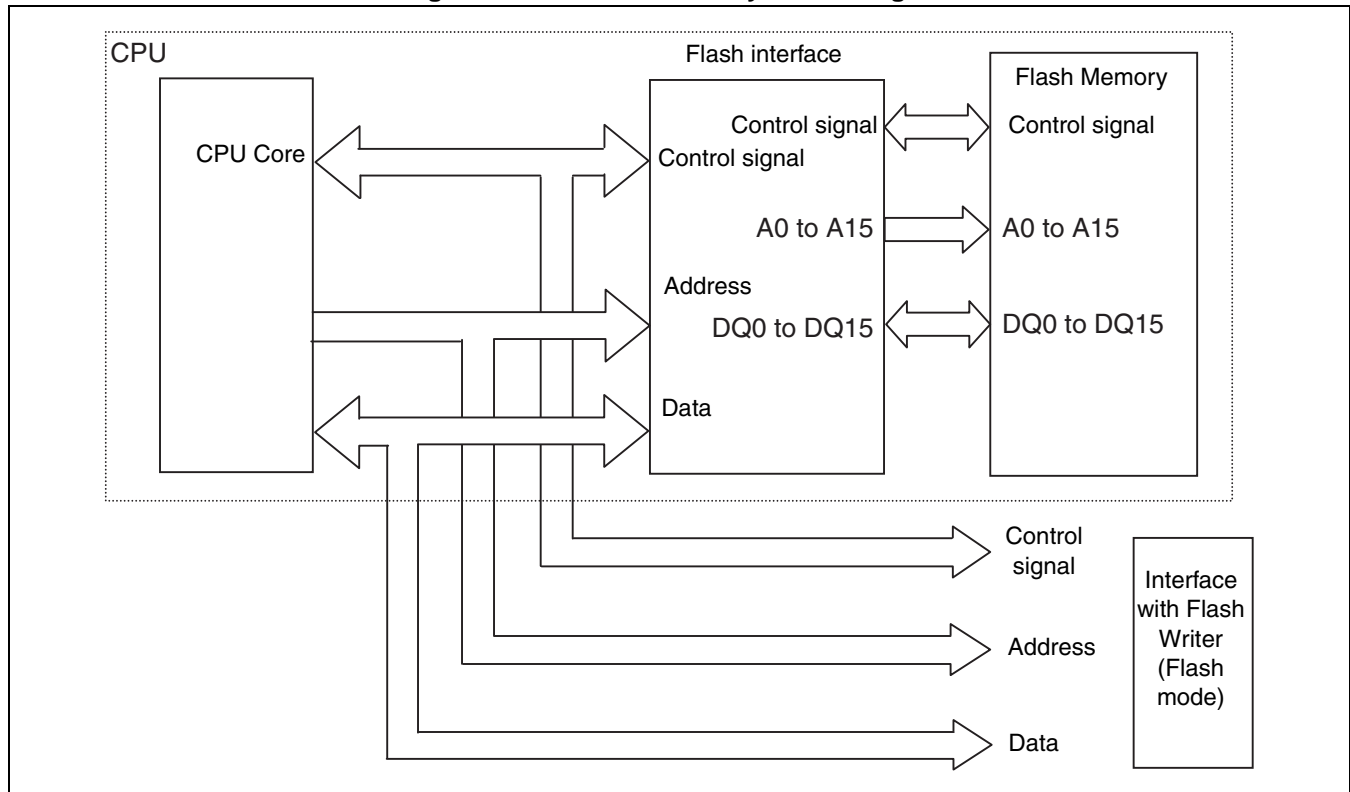 CPU
Flash interface
Flash Memory
Control signal
Control signal
CPU Core
Control signal
A0 to A15
A0 to A15
Address
DQ0 to DQ15
DQ0 to DQ15
Data
Control
signal
Interface
with Flash
Writer
(Flash
mode)
Address
Data